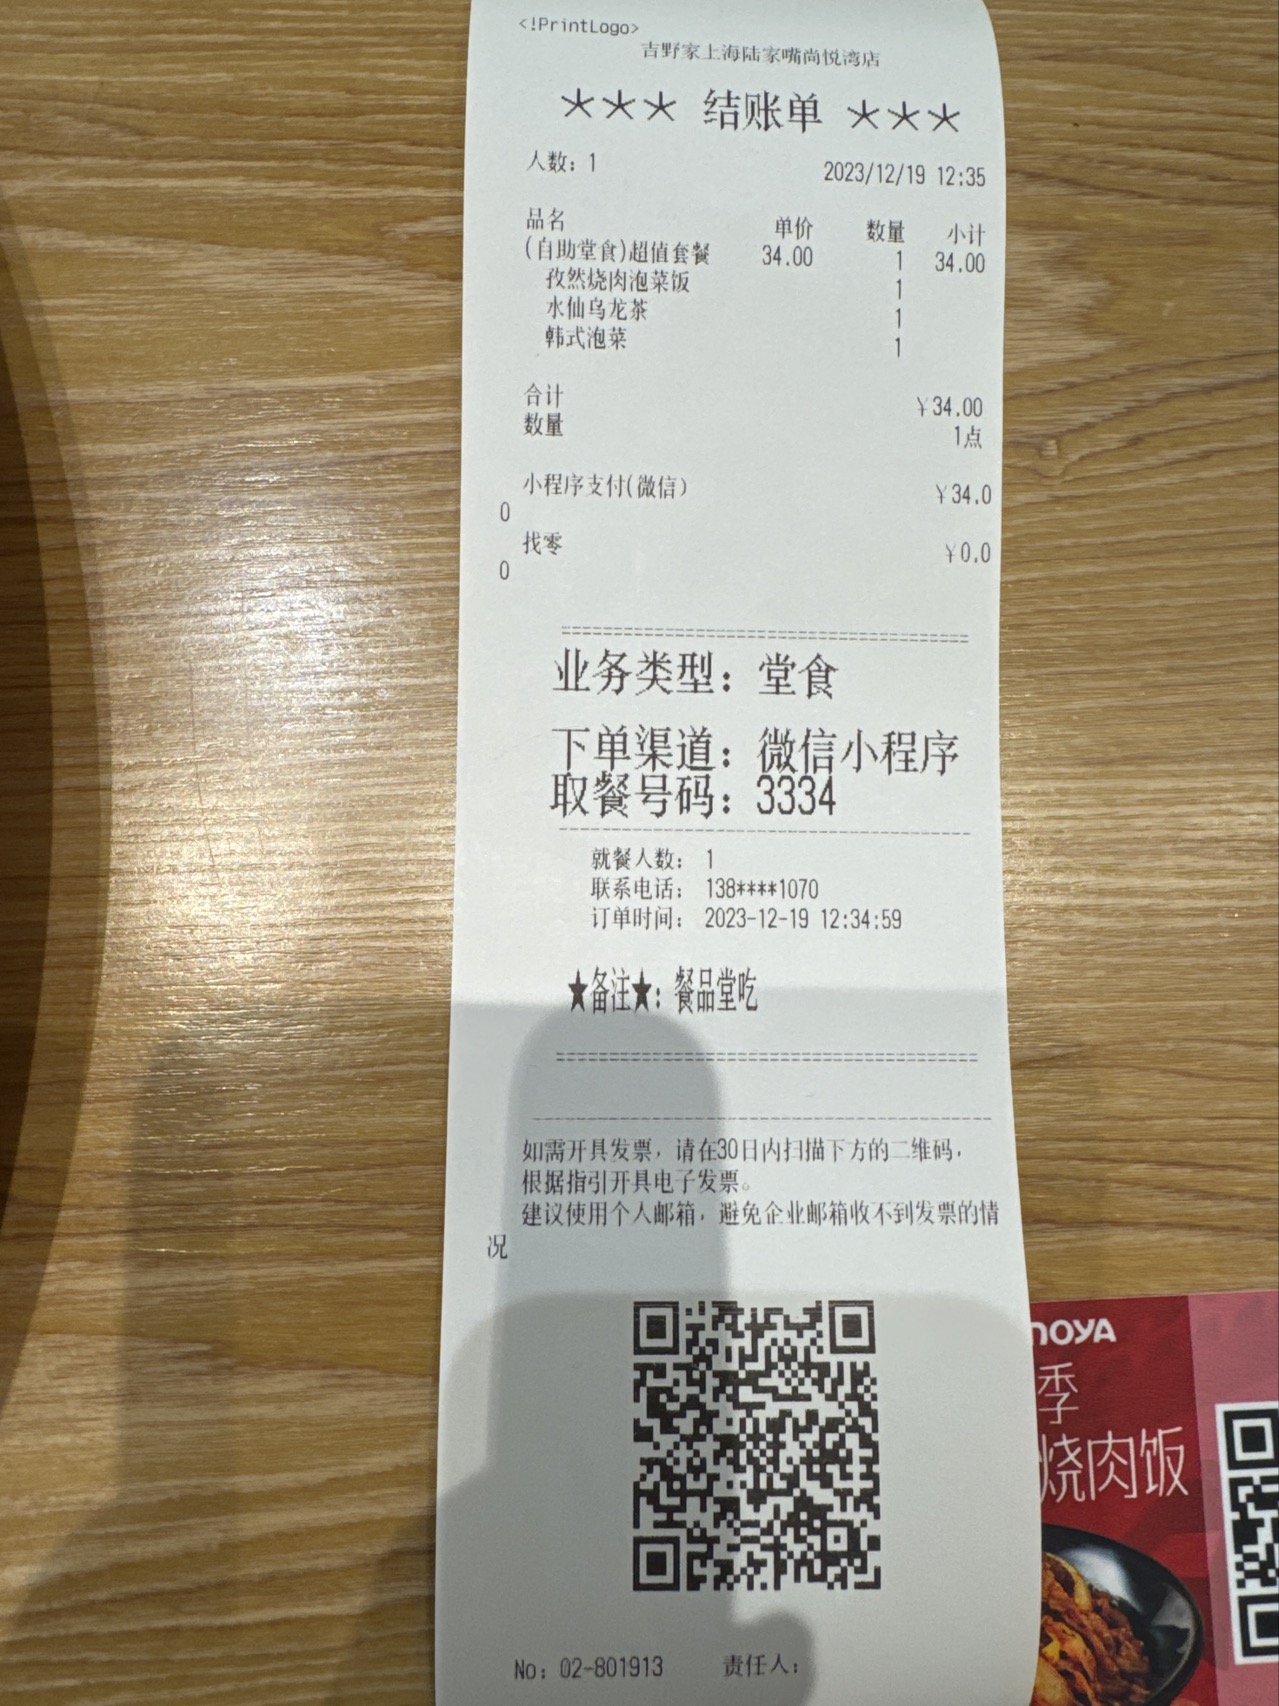 <!PrintLogo>
吉野家上海陆家嘴尚悦湾店
*** 结账单 ***
人数：1 2023/12/19 12:35
品名 单价 数量 小计
(自助堂食)超值套餐 34.00 1 34.00
孜然烧肉泡菜饭 1
水仙乌龙茶 1
韩式泡菜 1
合计 ￥34.00
数量 1点
小程序支付(微信) ￥34.0
0
找零 ￥0.0
0
业务类型：堂食
下单渠道：微信小程序
取餐号码：3334
就餐人数： 1
联系电话： 138****1070
订单时间： 2023-12-19 12:34:59
★备注★：餐品堂吃
如需开具发票，请在30日内扫描下方的二维码，
根据指引开具电子发票。
建议使用个人邮箱，避免企业邮箱收不到发票的情
况
No：02-801913 责任人：
NOYA
季
烧肉饭